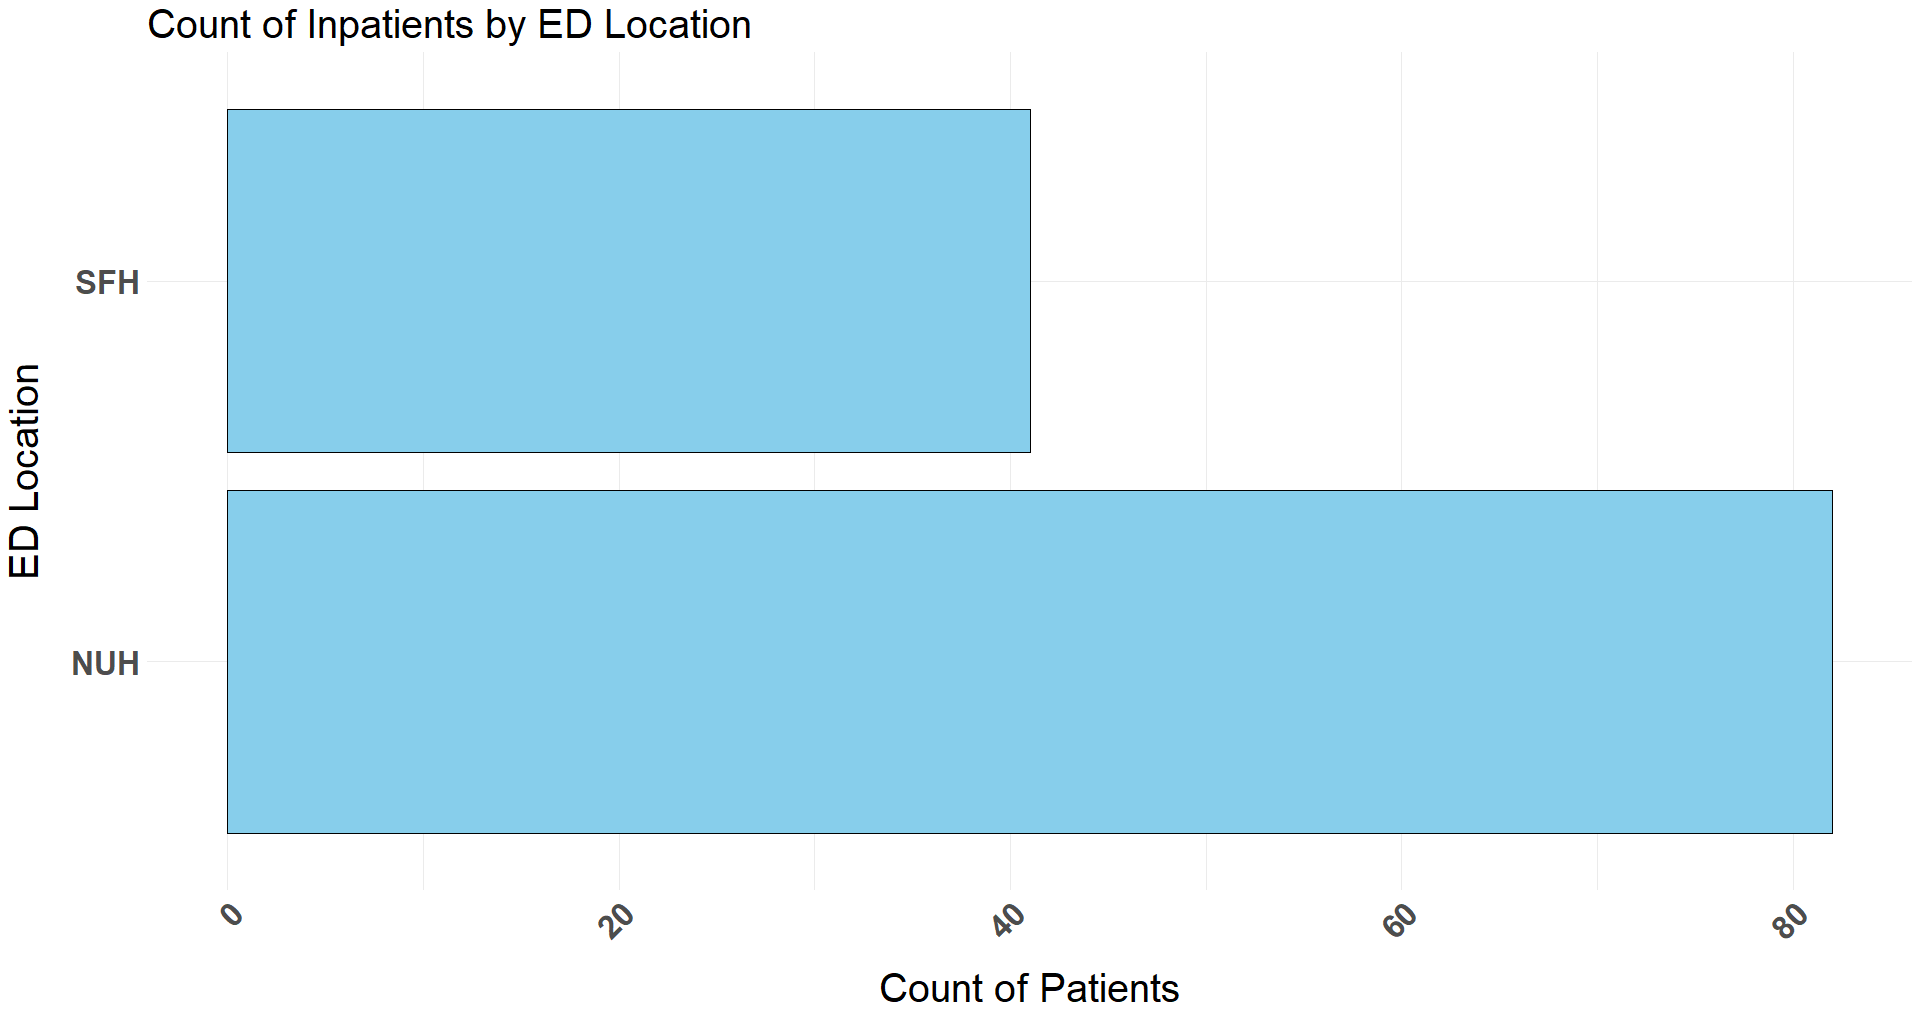 Count of Inpatients by ED Location
ED Location
SFH
NUH
0 20 40 60 80
Count of Patients